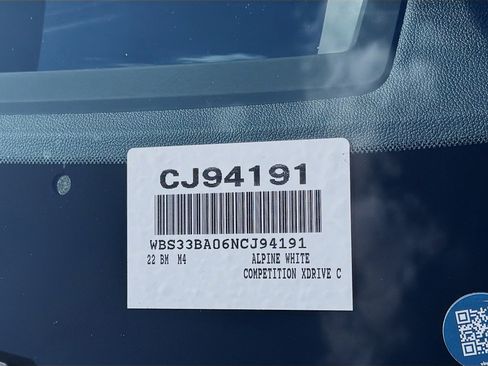 CJ94191
WBS33BA06NCJ94191
22 BM M4 ALPINE WHITE
COMPETITION XDRIVE C